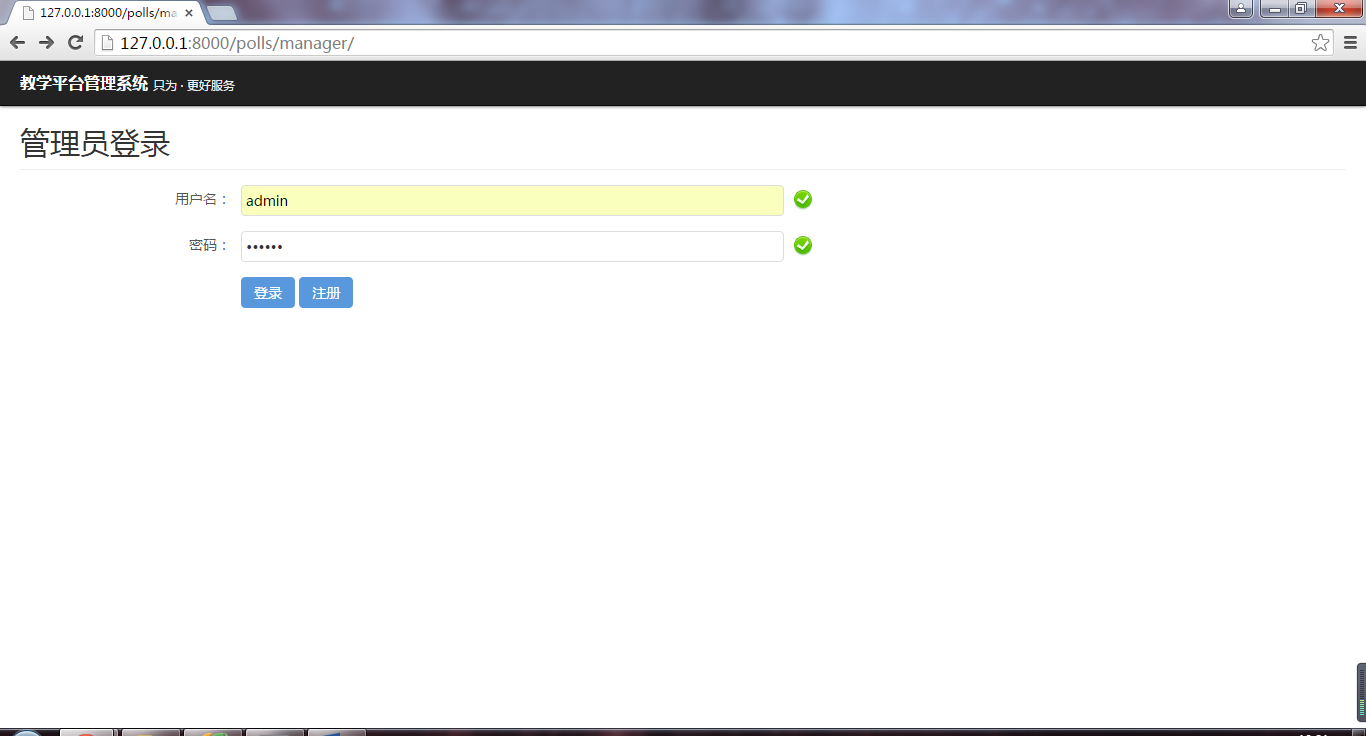 127.0.0.1:8000/polls/ma
127.0.0.1:8000/polls/manager/
教学平台管理系统 只为 · 更好服务
管理员登录
用户名： admin
密码： ••••••
登录 注册